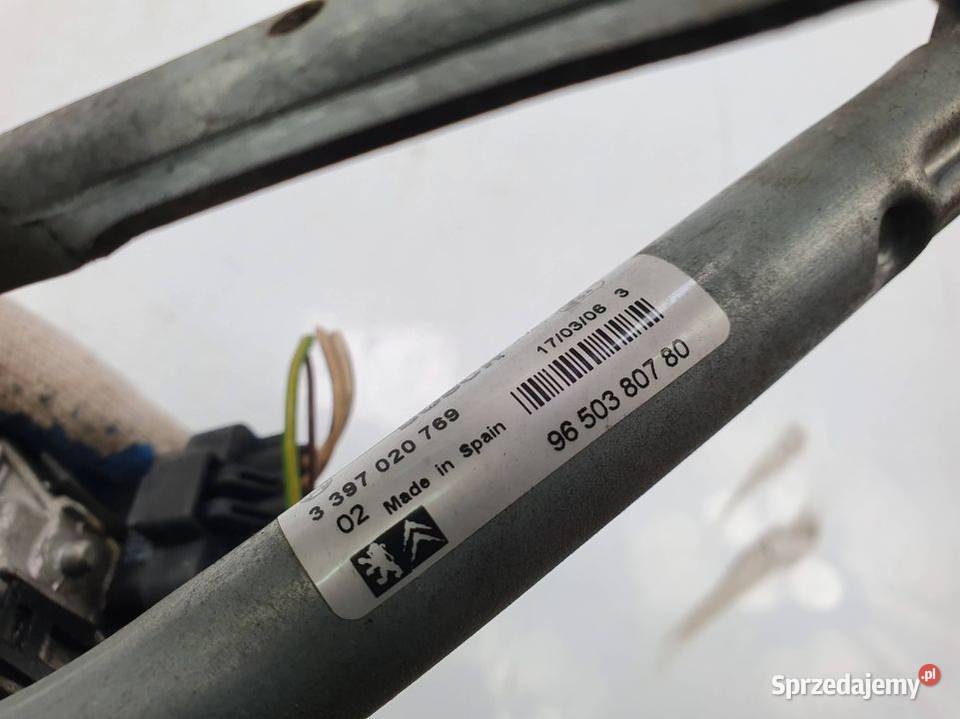 3 397 020 769
17/03/06 3
02 Made in Spain
96 503 807 80
Sprzedajemy.pl